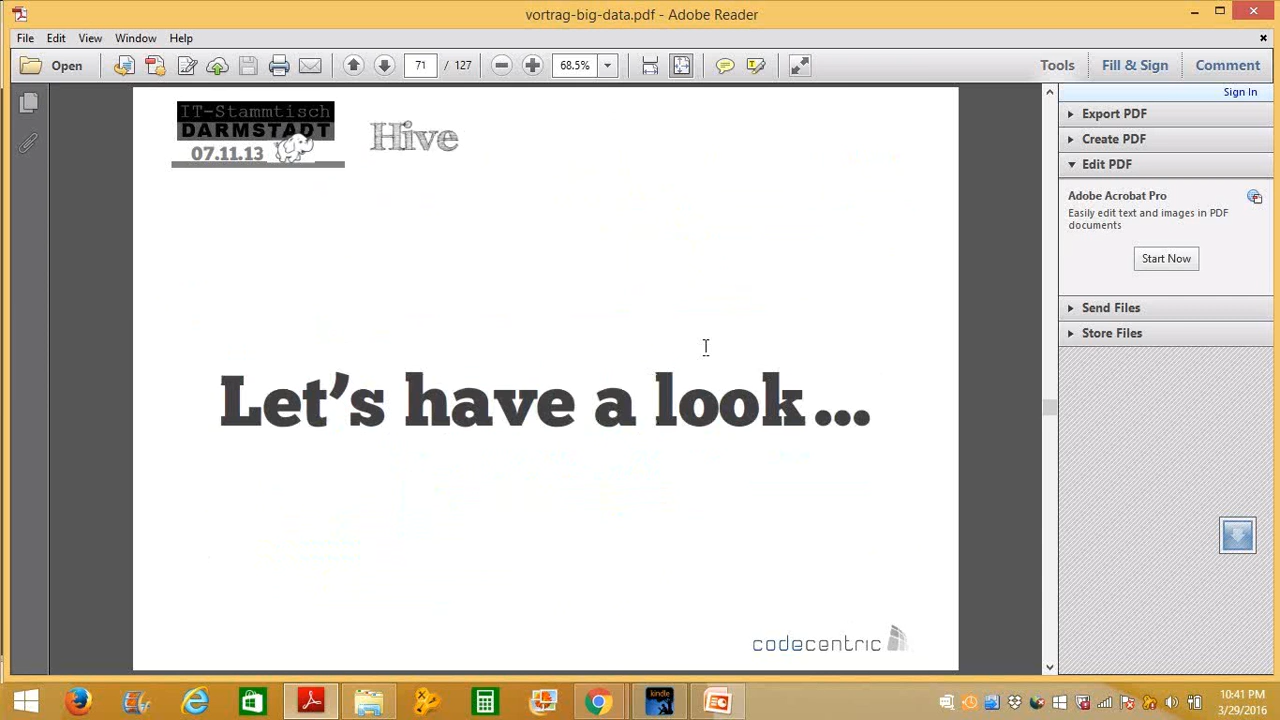 vortrag-big-data.pdf - Adobe Reader
File Edit View Window Help
Open 71 / 127 68.5% Tools Fill & Sign Comment
Sign In
IT-Stammtisch
DARMSTADT
07.11.13
Hive
Export PDF
Create PDF
Edit PDF
Adobe Acrobat Pro
Easily edit text and images in PDF
documents
Start Now
Send Files
Store Files
Let's have a look...
codecentric
kindle
10:41 PM
3/29/2016